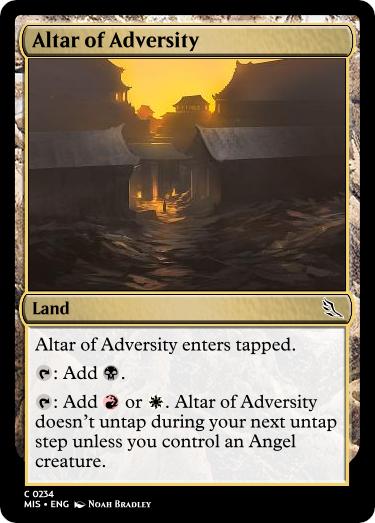 Altar of Adversity
Land
Altar of Adversity enters tapped.
: Add .
: Add  or . Altar of Adversity
doesn't untap during your next untap
step unless you control an Angel
creature.
C 0234
MIS • ENG Noah Bradley